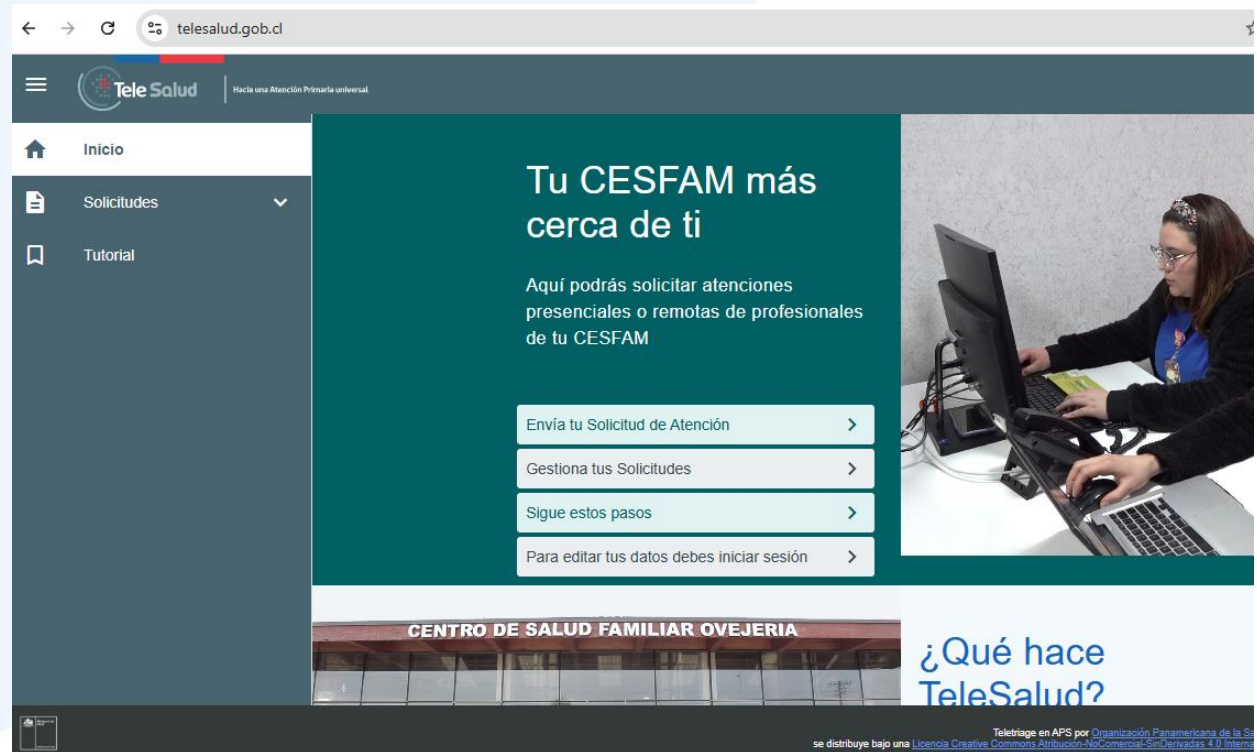 telesalud.gob.cl
Tele Salud
Hacia una Atención Primaria universal
Inicio
Solicitudes
Tutorial
Tu CESFAM más
cerca de ti
Aquí podrás solicitar atenciones
presenciales o remotas de profesionales
de tu CESFAM
Envía tu Solicitud de Atención
Gestiona tus Solicitudes
Sigue estos pasos
Para editar tus datos debes iniciar sesión
CENTRO DE SALUD FAMILIAR OVEJERIA
¿Qué hace
TeleSalud?
Teletriage en APS por Organización Panamericana de la
se distribuye bajo una Licencia Creative Commons Atribución-NoComercial-SinDerivadas 4.0